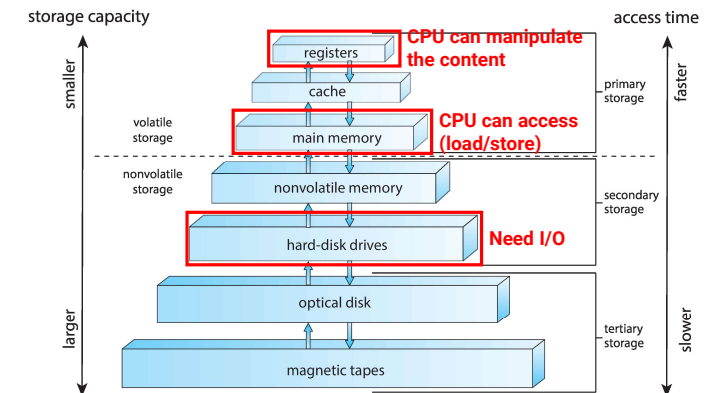 storage capacity
access time
smaller
registers
CPU can manipulate
the content
faster
cache
primary
storage
volatile
storage
main memory
CPU can access
(load/store)
nonvolatile
storage
nonvolatile memory
secondary
storage
hard-disk drives
Need I/O
larger
optical disk
tertiary
storage
slower
magnetic tapes